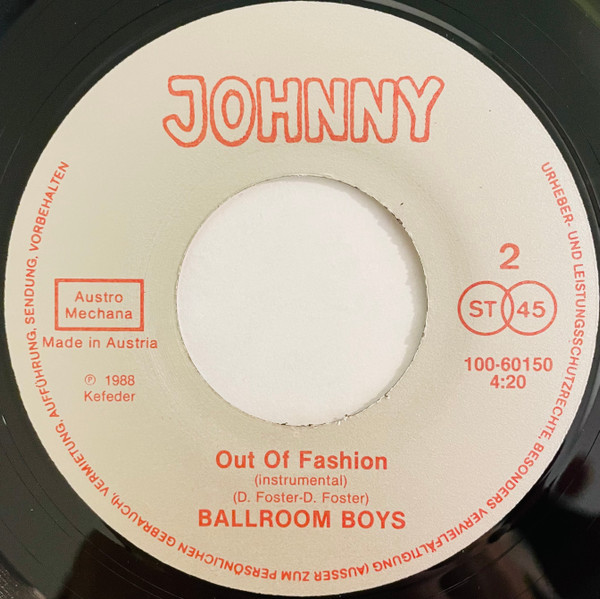 JOHNNY
URHEBER- UND LEISTUNGSSCHUTZRECHTE, BESONDERS VERVIELFÄLTIGUNG (AUSSER ZUM PERSÖNLICHEN GEBRAUCH), VERMIETUNG, AUFFÜHRUNG, SENDUNG, VORBEHALTEN
Austro
Mechana
Made in Austria
℗ 1988
Kefeder
2
ST 45
100-60150
4:20
Out Of Fashion
(instrumental)
(D. Foster-D. Foster)
BALLROOM BOYS